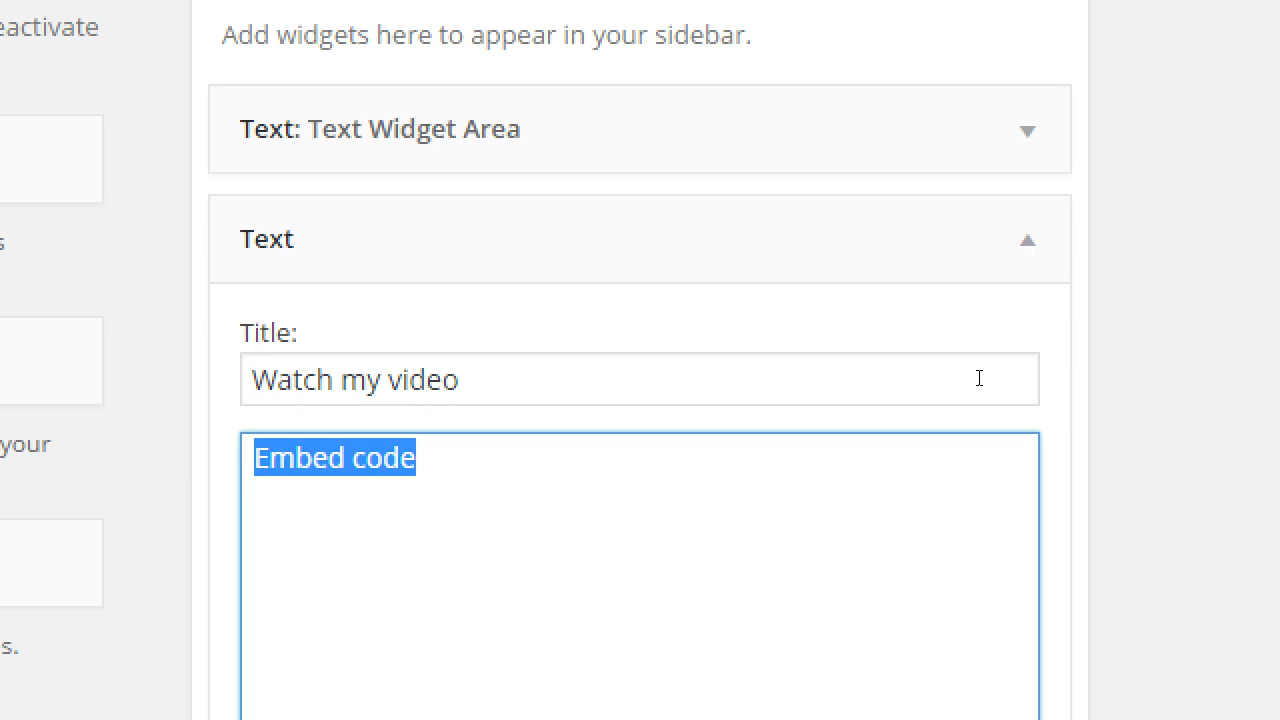 eactivate
Add widgets here to appear in your sidebar.
Text: Text Widget Area
s
Text
Title:
Watch my video
your
Embed code
s.